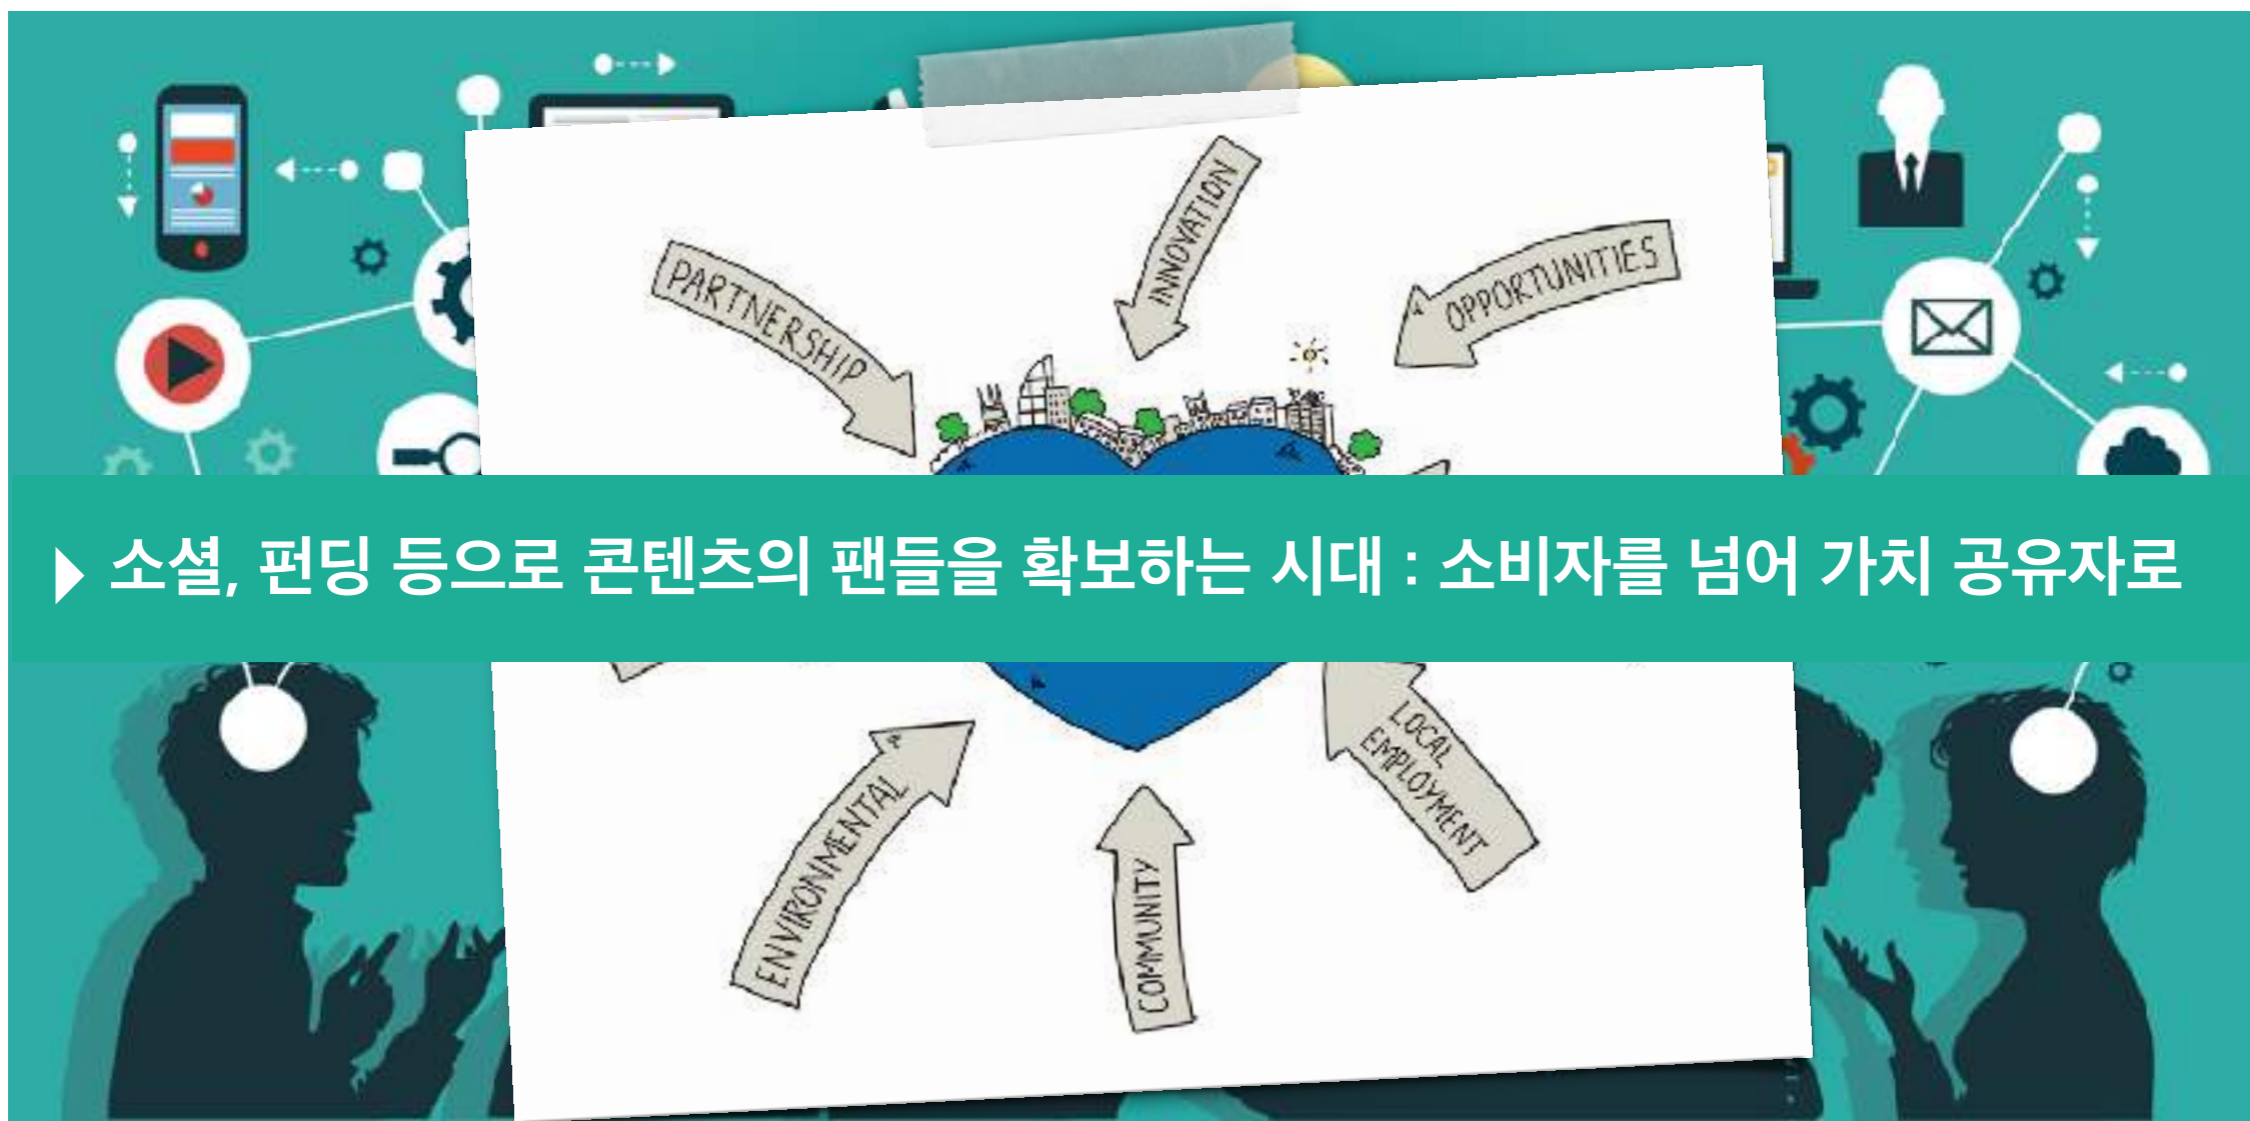 INNOVATION
OPPORTUNITIES
PARTNERSHIP
소셜, 펀딩 등으로 콘텐츠의 팬들을 확보하는 시대 : 소비자를 넘어 가치 공유자로
LOCAL
EMPLOYMENT
ENVIRONMENTAL
COMMUNITY